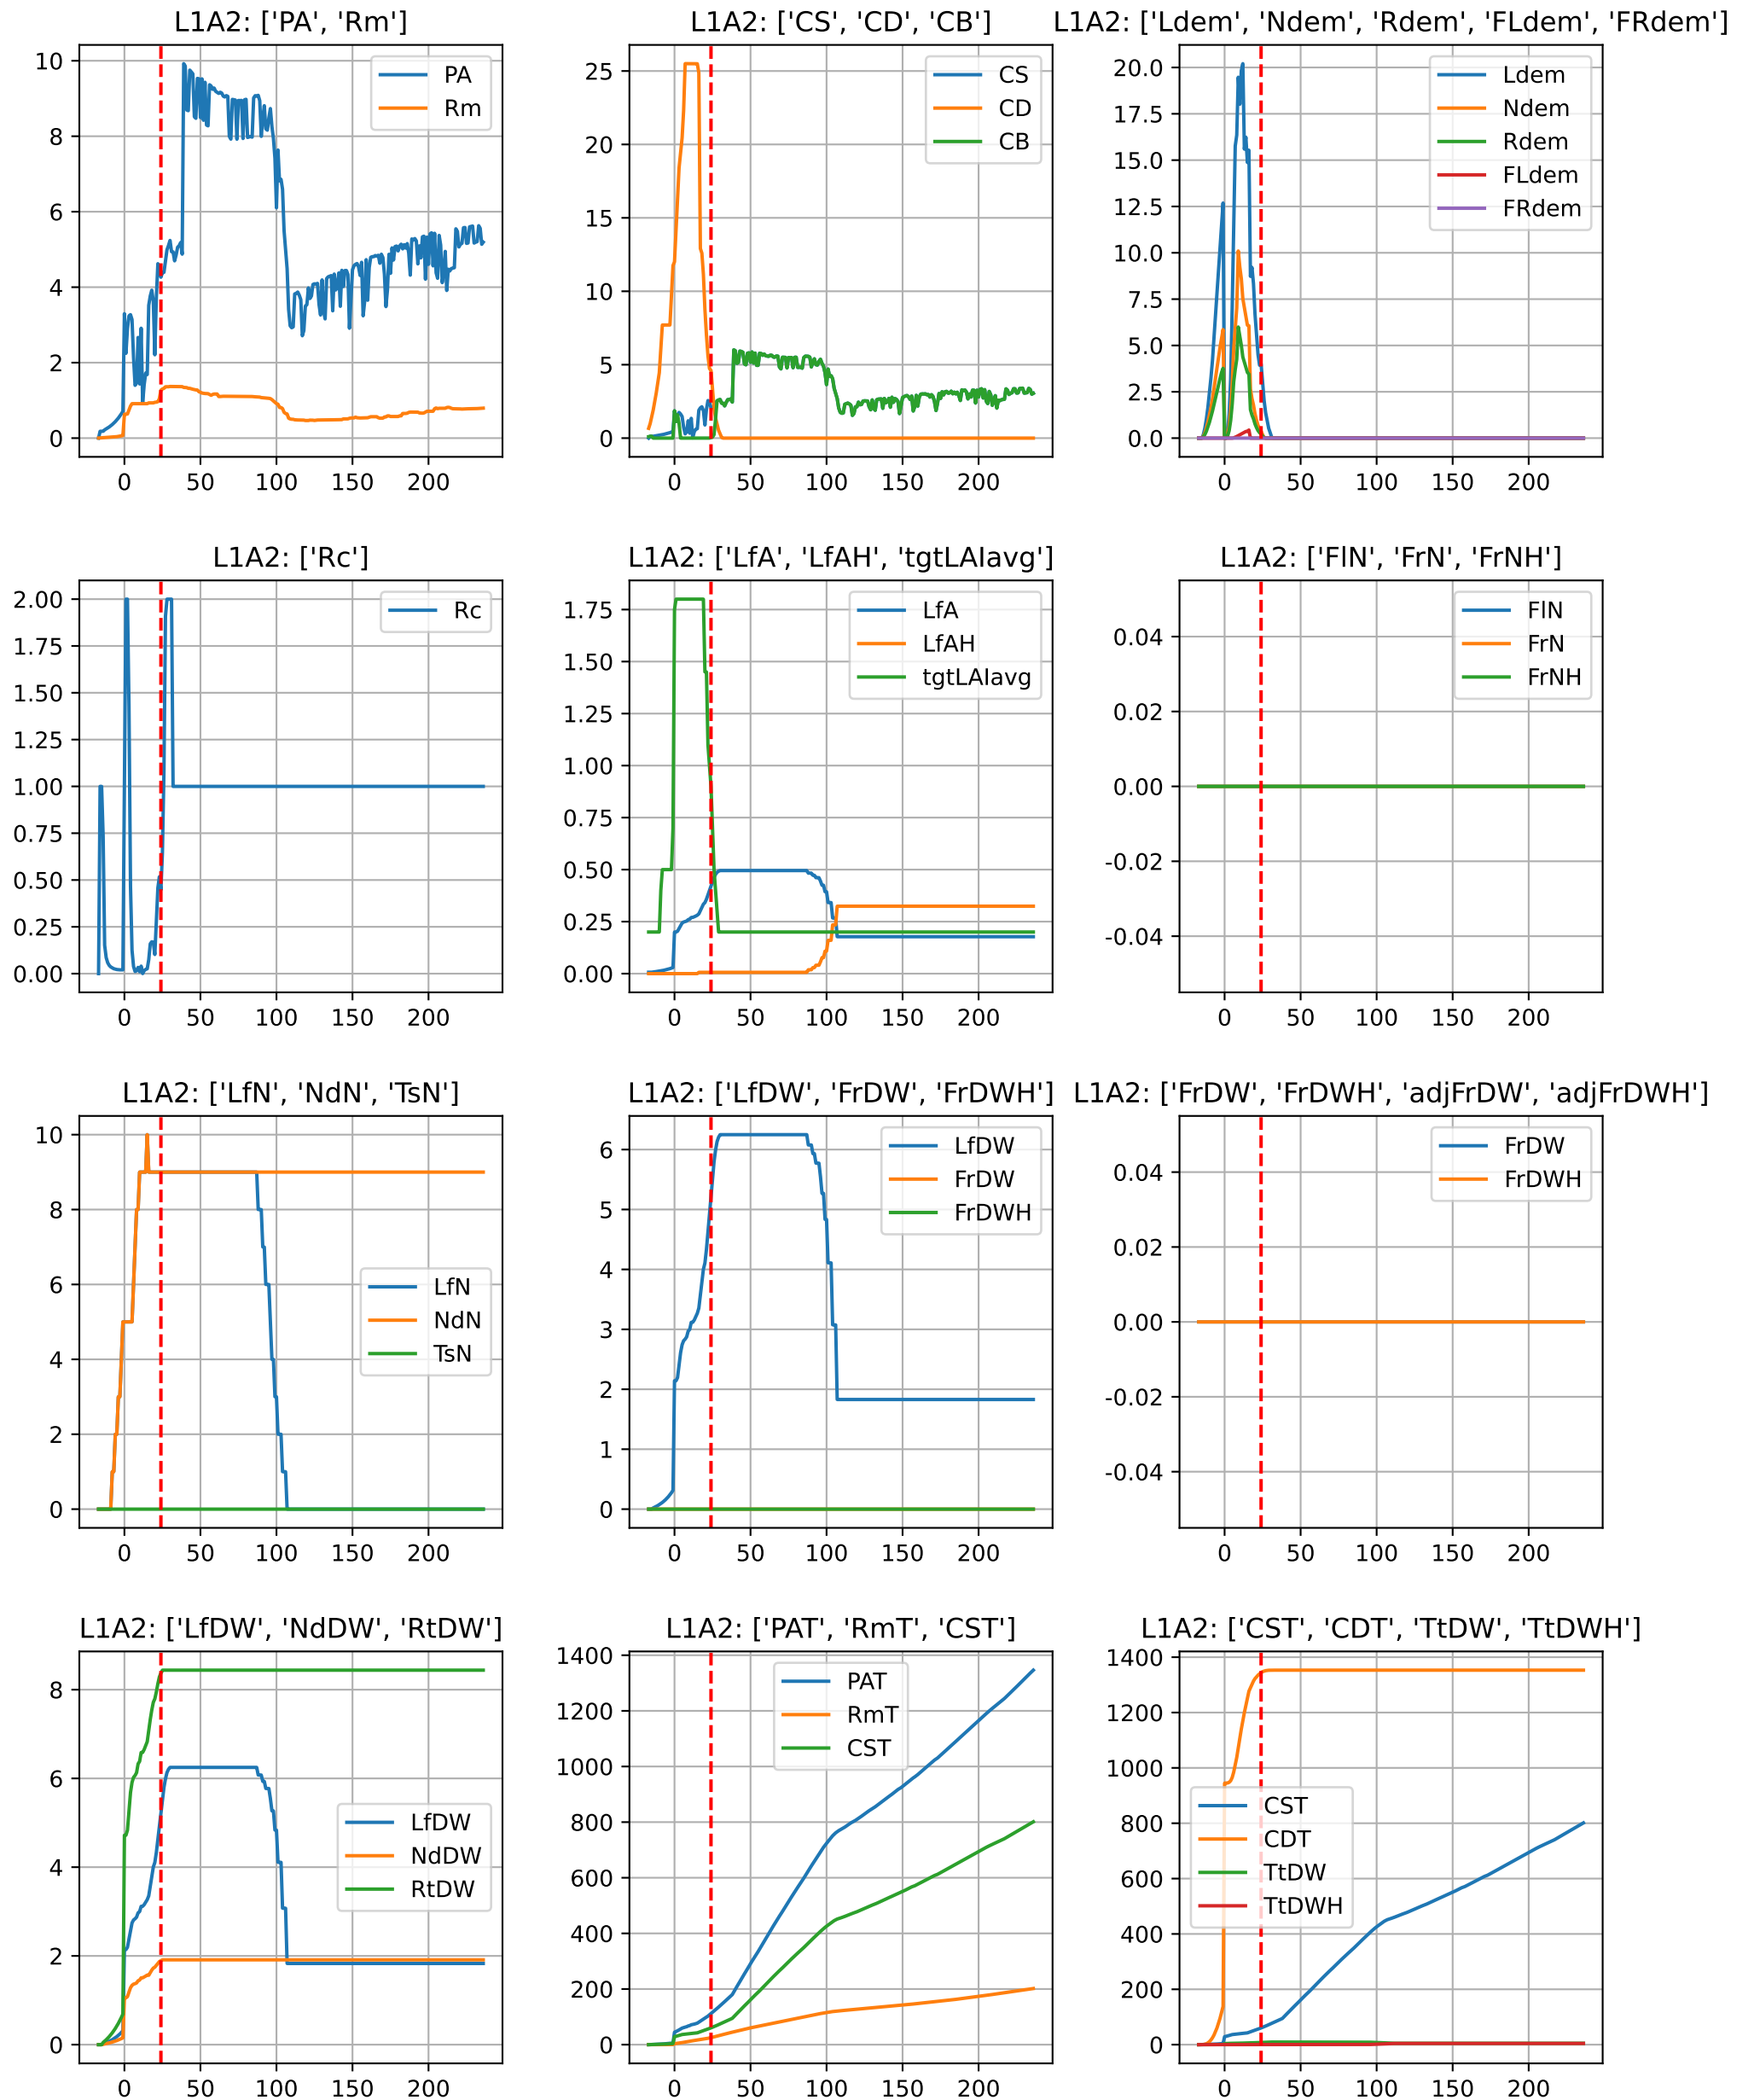 L1A2: ['PA', 'Rm']
10
8
6
4
2
0
0 50 100 150 200
PA
Rm
L1A2: ['CS', 'CD', 'CB']
25
20
15
10
5
0
0 50 100 150 200
CS
CD
CB
L1A2: ['Ldem', 'Ndem', 'Rdem', 'FLdem', 'FRdem']
20.0
17.5
15.0
12.5
10.0
7.5
5.0
2.5
0.0
0 50 100 150 200
Ldem
Ndem
Rdem
FLdem
FRdem
L1A2: ['Rc']
2.00
1.75
1.50
1.25
1.00
0.75
0.50
0.25
0.00
0 50 100 150 200
Rc
L1A2: ['LfA', 'LfAH', 'tgtLAIavg']
1.75
1.50
1.25
1.00
0.75
0.50
0.25
0.00
0 50 100 150 200
LfA
LfAH
tgtLAIavg
L1A2: ['FlN', 'FrN', 'FrNH']
0.04
0.02
0.00
-0.02
-0.04
0 50 100 150 200
FlN
FrN
FrNH
L1A2: ['LfN', 'NdN', 'TsN']
10
8
6
4
2
0
0 50 100 150 200
LfN
NdN
TsN
L1A2: ['LfDW', 'FrDW', 'FrDWH']
6
5
4
3
2
1
0
0 50 100 150 200
LfDW
FrDW
FrDWH
L1A2: ['FrDW', 'FrDWH', 'adjFrDW', 'adjFrDWH']
0.04
0.02
0.00
-0.02
-0.04
0 50 100 150 200
FrDW
FrDWH
L1A2: ['LfDW', 'NdDW', 'RtDW']
8
6
4
2
0
0 50 100 150 200
LfDW
NdDW
RtDW
L1A2: ['PAT', 'RmT', 'CST']
1400
1200
1000
800
600
400
200
0
0 50 100 150 200
PAT
RmT
CST
L1A2: ['CST', 'CDT', 'TtDW', 'TtDWH']
1400
1200
1000
800
600
400
200
0
0 50 100 150 200
CST
CDT
TtDW
TtDWH